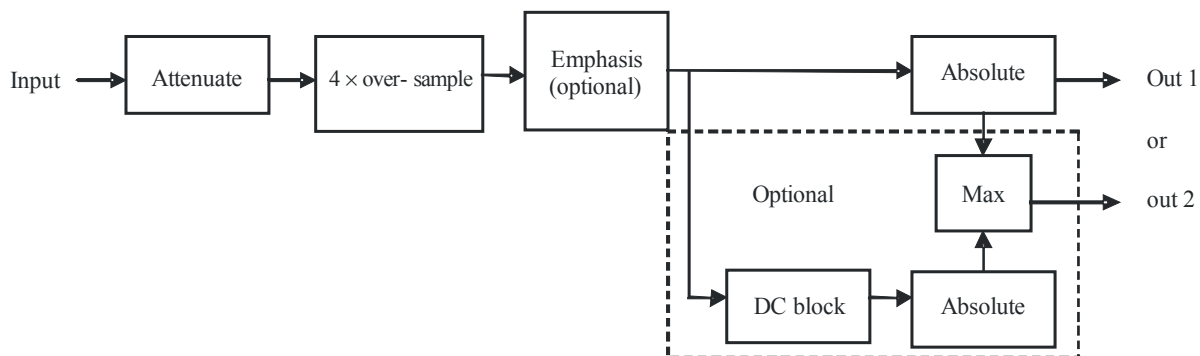 Input
Attenuate
4 × over- sample
Emphasis
(optional)
Absolute
Out 1
or
Optional
Max
out 2
DC block
Absolute